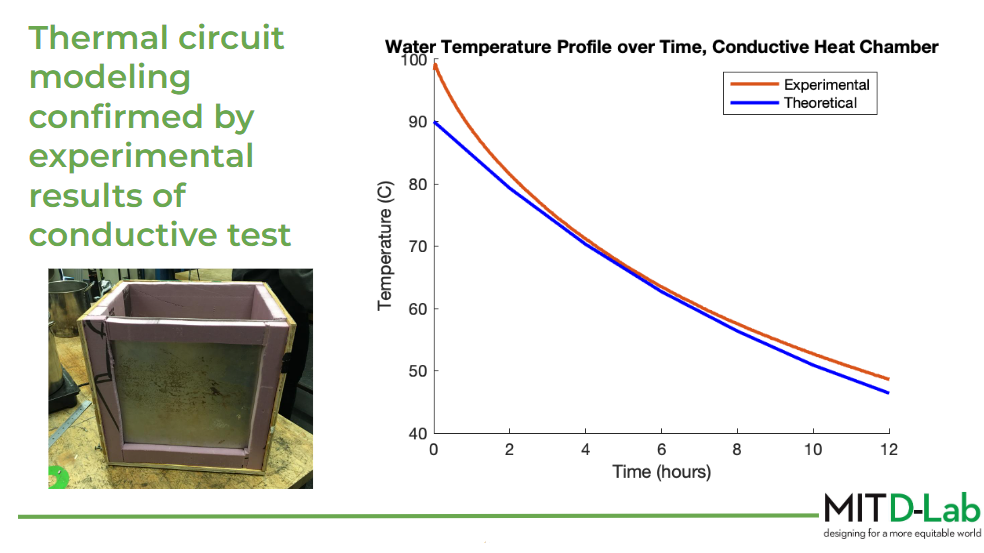 Thermal circuit
modeling
confirmed by
experimental
results of
conductive test
Water Temperature Profile over Time, Conductive Heat Chamber
Experimental
Theoretical
Temperature (C)
100
90
80
70
60
50
40
0 2 4 6 8 10 12
Time (hours)
MIT D-Lab
designing for a more equitable world